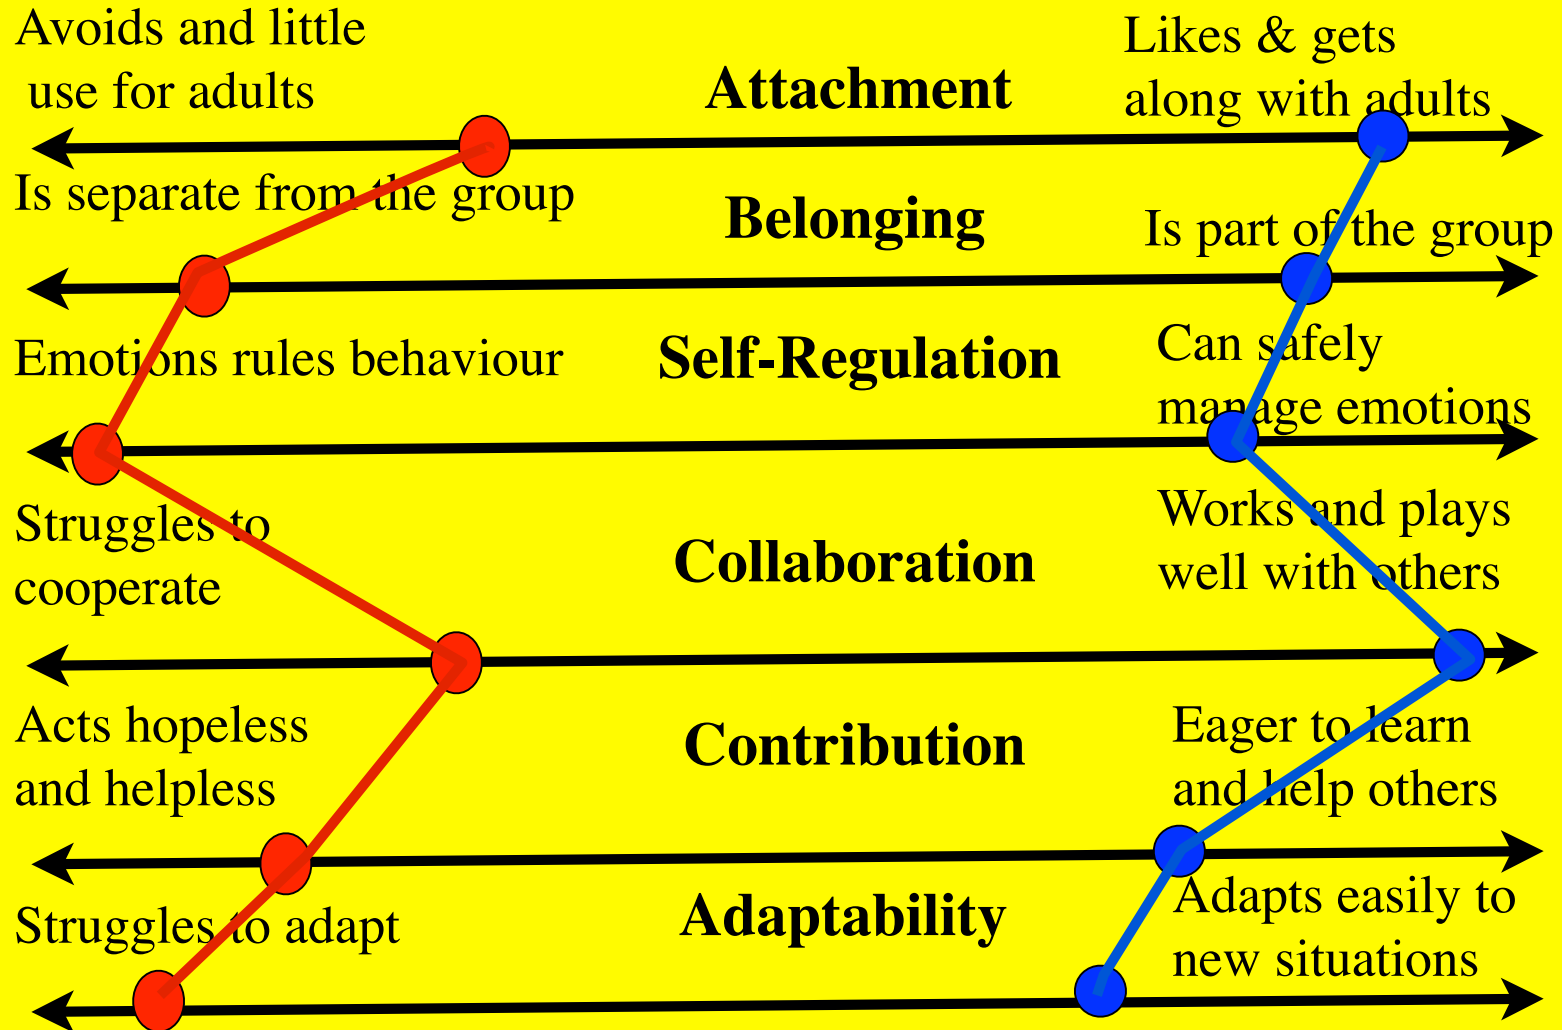 Avoids and little
use for adults
Attachment
Likes & gets
along with adults
Is separate from the group
Belonging
Is part of the group
Emotions rules behaviour
Self-Regulation
Can safely
manage emotions
Struggles to
cooperate
Collaboration
Works and plays
well with others
Acts hopeless
and helpless
Contribution
Eager to learn
and help others
Struggles to adapt
Adaptability
Adapts easily to
new situations